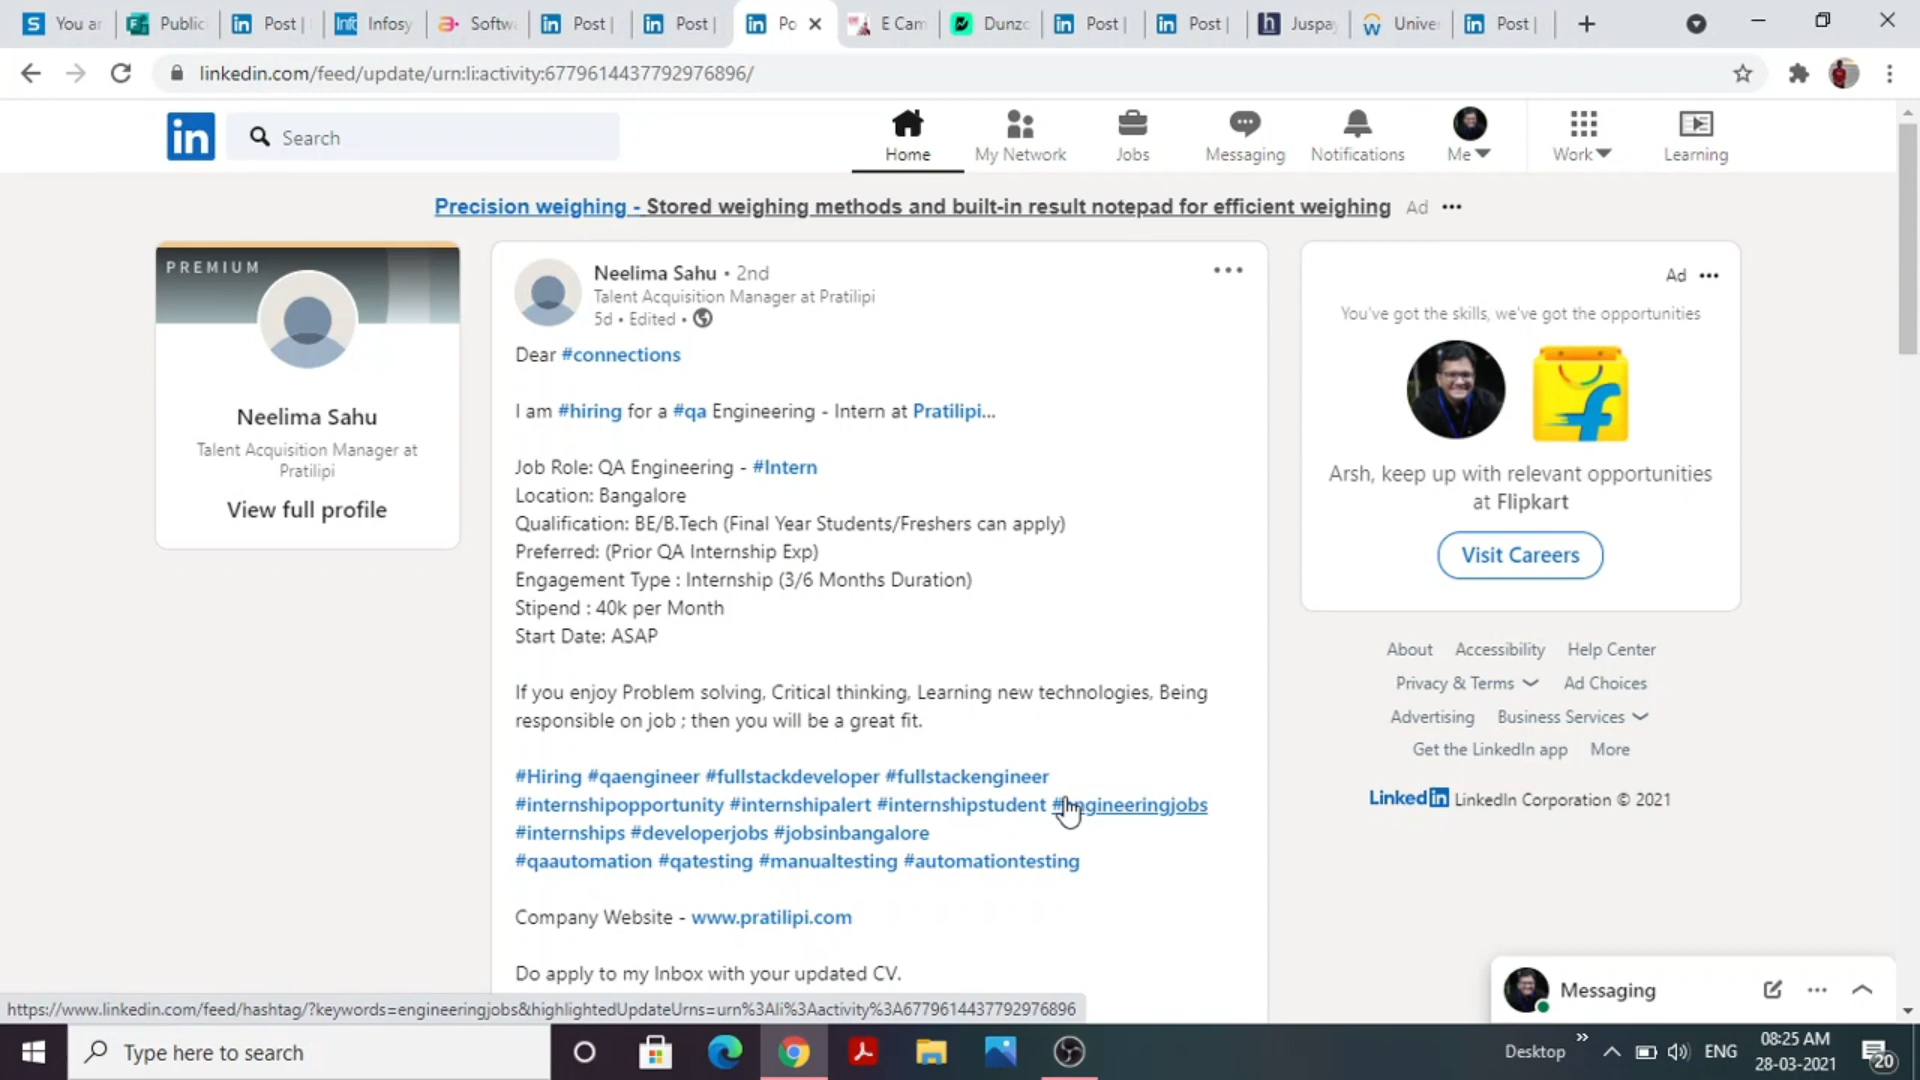 You ar
Public
Post |
Infosy
Softw
Post |
Post |
Po
E Cam
Dunzo
Post |
Post |
Juspay
Univer
Post |
linkedin.com/feed/update/urn:li:activity:6779614437792976896/
Search
Home
My Network
Jobs
Messaging
Notifications
Me
Work
Learning
Precision weighing - Stored weighing methods and built-in result notepad for efficient weighing Ad
PREMIUM
Neelima Sahu
Talent Acquisition Manager at
Pratilipi
View full profile
Neelima Sahu • 2nd
Talent Acquisition Manager at Pratilipi
5d • Edited •
Dear #connections
I am #hiring for a #qa Engineering - Intern at Pratilipi...
Job Role: QA Engineering - #Intern
Location: Bangalore
Qualification: BE/B.Tech (Final Year Students/Freshers can apply)
Preferred: (Prior QA Internship Exp)
Engagement Type : Internship (3/6 Months Duration)
Stipend : 40k per Month
Start Date: ASAP
If you enjoy Problem solving, Critical thinking, Learning new technologies, Being
responsible on job ; then you will be a great fit.
#Hiring #qaengineer #fullstackdeveloper #fullstackengineer
#internshipopportunity #internshipalert #internshipstudent #engineeringjobs
#internships #developerjobs #jobsinbangalore
#qaautomation #qatesting #manualtesting #automationtesting
Company Website - www.pratilipi.com
Do apply to my Inbox with your updated CV.
Ad
You've got the skills, we've got the opportunities
Arsh, keep up with relevant opportunities
at Flipkart
Visit Careers
About Accessibility Help Center
Privacy & Terms Ad Choices
Advertising Business Services
Get the LinkedIn app More
LinkedIn LinkedIn Corporation © 2021
Messaging
https://www.linkedin.com/feed/hashtag/?keywords=engineeringjobs&highlightedUpdateUrns=urn%3Ali%3Aactivity%3A6779614437792976896
Type here to search
Desktop
ENG
08:25 AM
28-03-2021
20